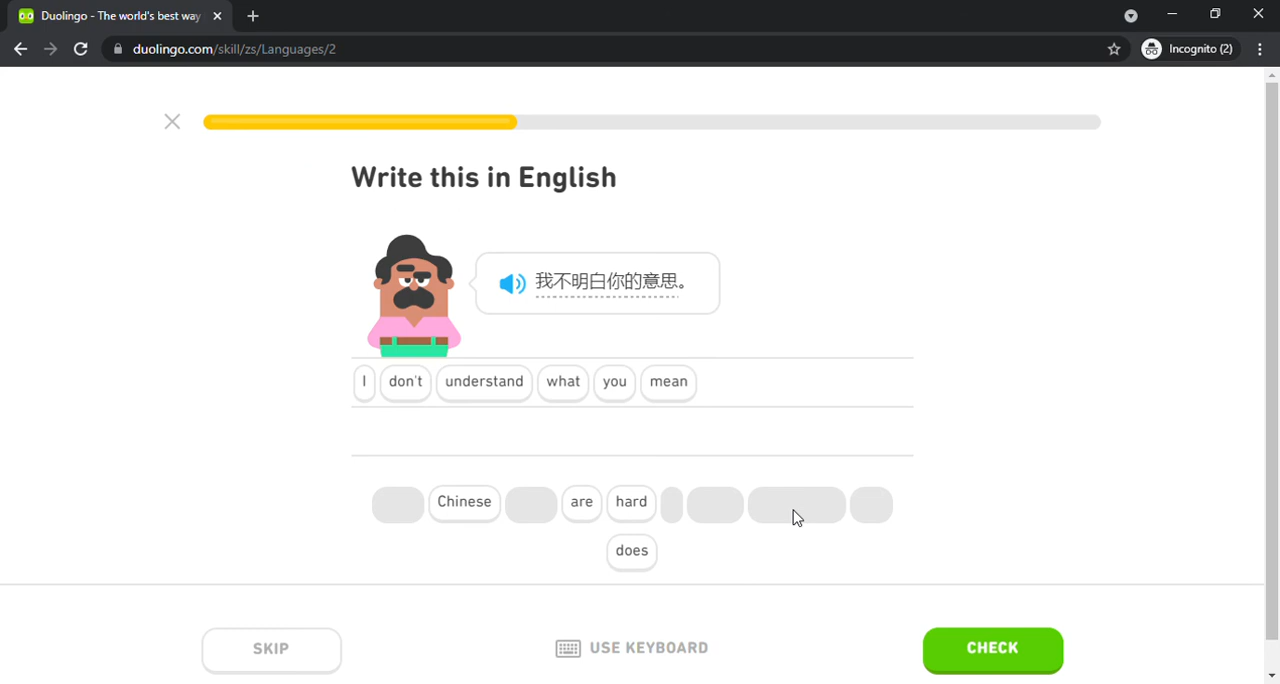 Duolingo - The world's best way
duolingo.com/skill/zs/Languages/2
Incognito (2)
Write this in English
我不明白你的意思。
I don't understand what you mean
Chinese are hard
does
SKIP USE KEYBOARD CHECK